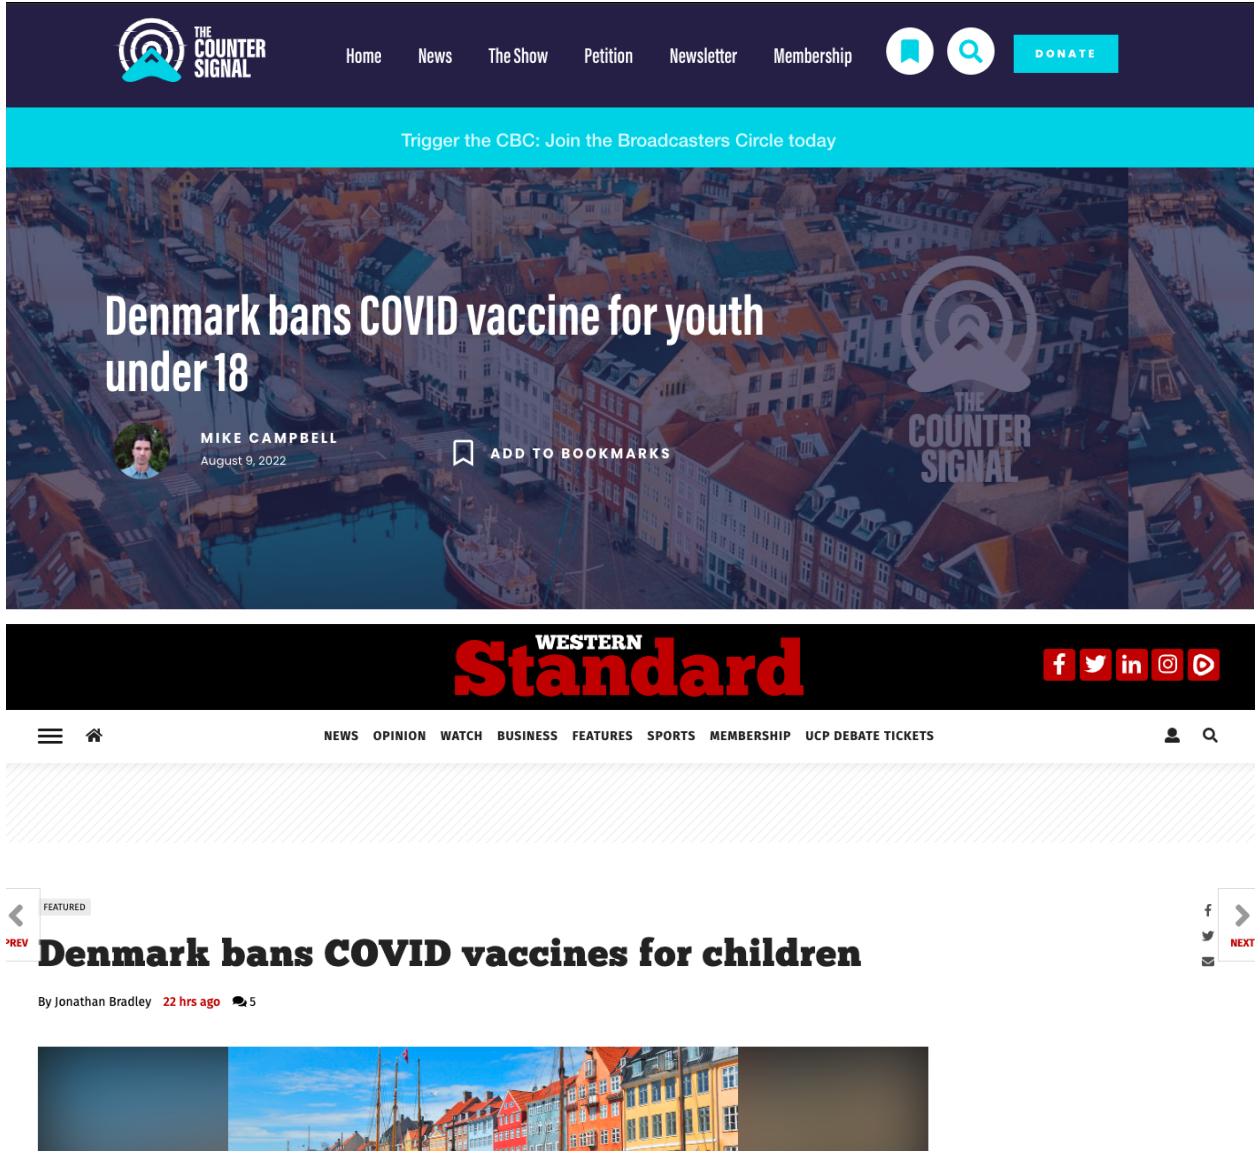 THE
COUNTER
SIGNAL
Home News The Show Petition Newsletter Membership DONATE
Trigger the CBC: Join the Broadcasters Circle today
Denmark bans COVID vaccine for youth
under 18
MIKE CAMPBELL
August 9, 2022
ADD TO BOOKMARKS
THE
COUNTER
SIGNAL
WESTERN
Standard
NEWS OPINION WATCH BUSINESS FEATURES SPORTS MEMBERSHIP UCP DEBATE TICKETS
FEATURED
PREV
NEXT
Denmark bans COVID vaccines for children
By Jonathan Bradley 22 hrs ago 5